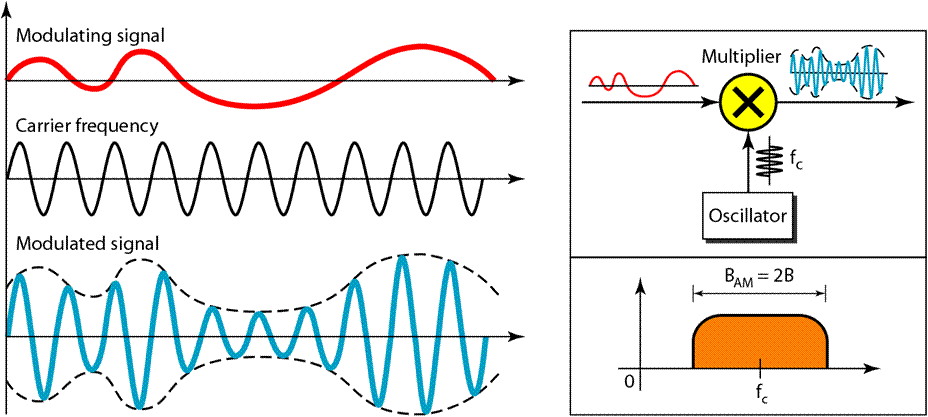 Modulating signal
Carrier frequency
Modulated signal
Multiplier
fc
Oscillator
BAM = 2B
0
fc